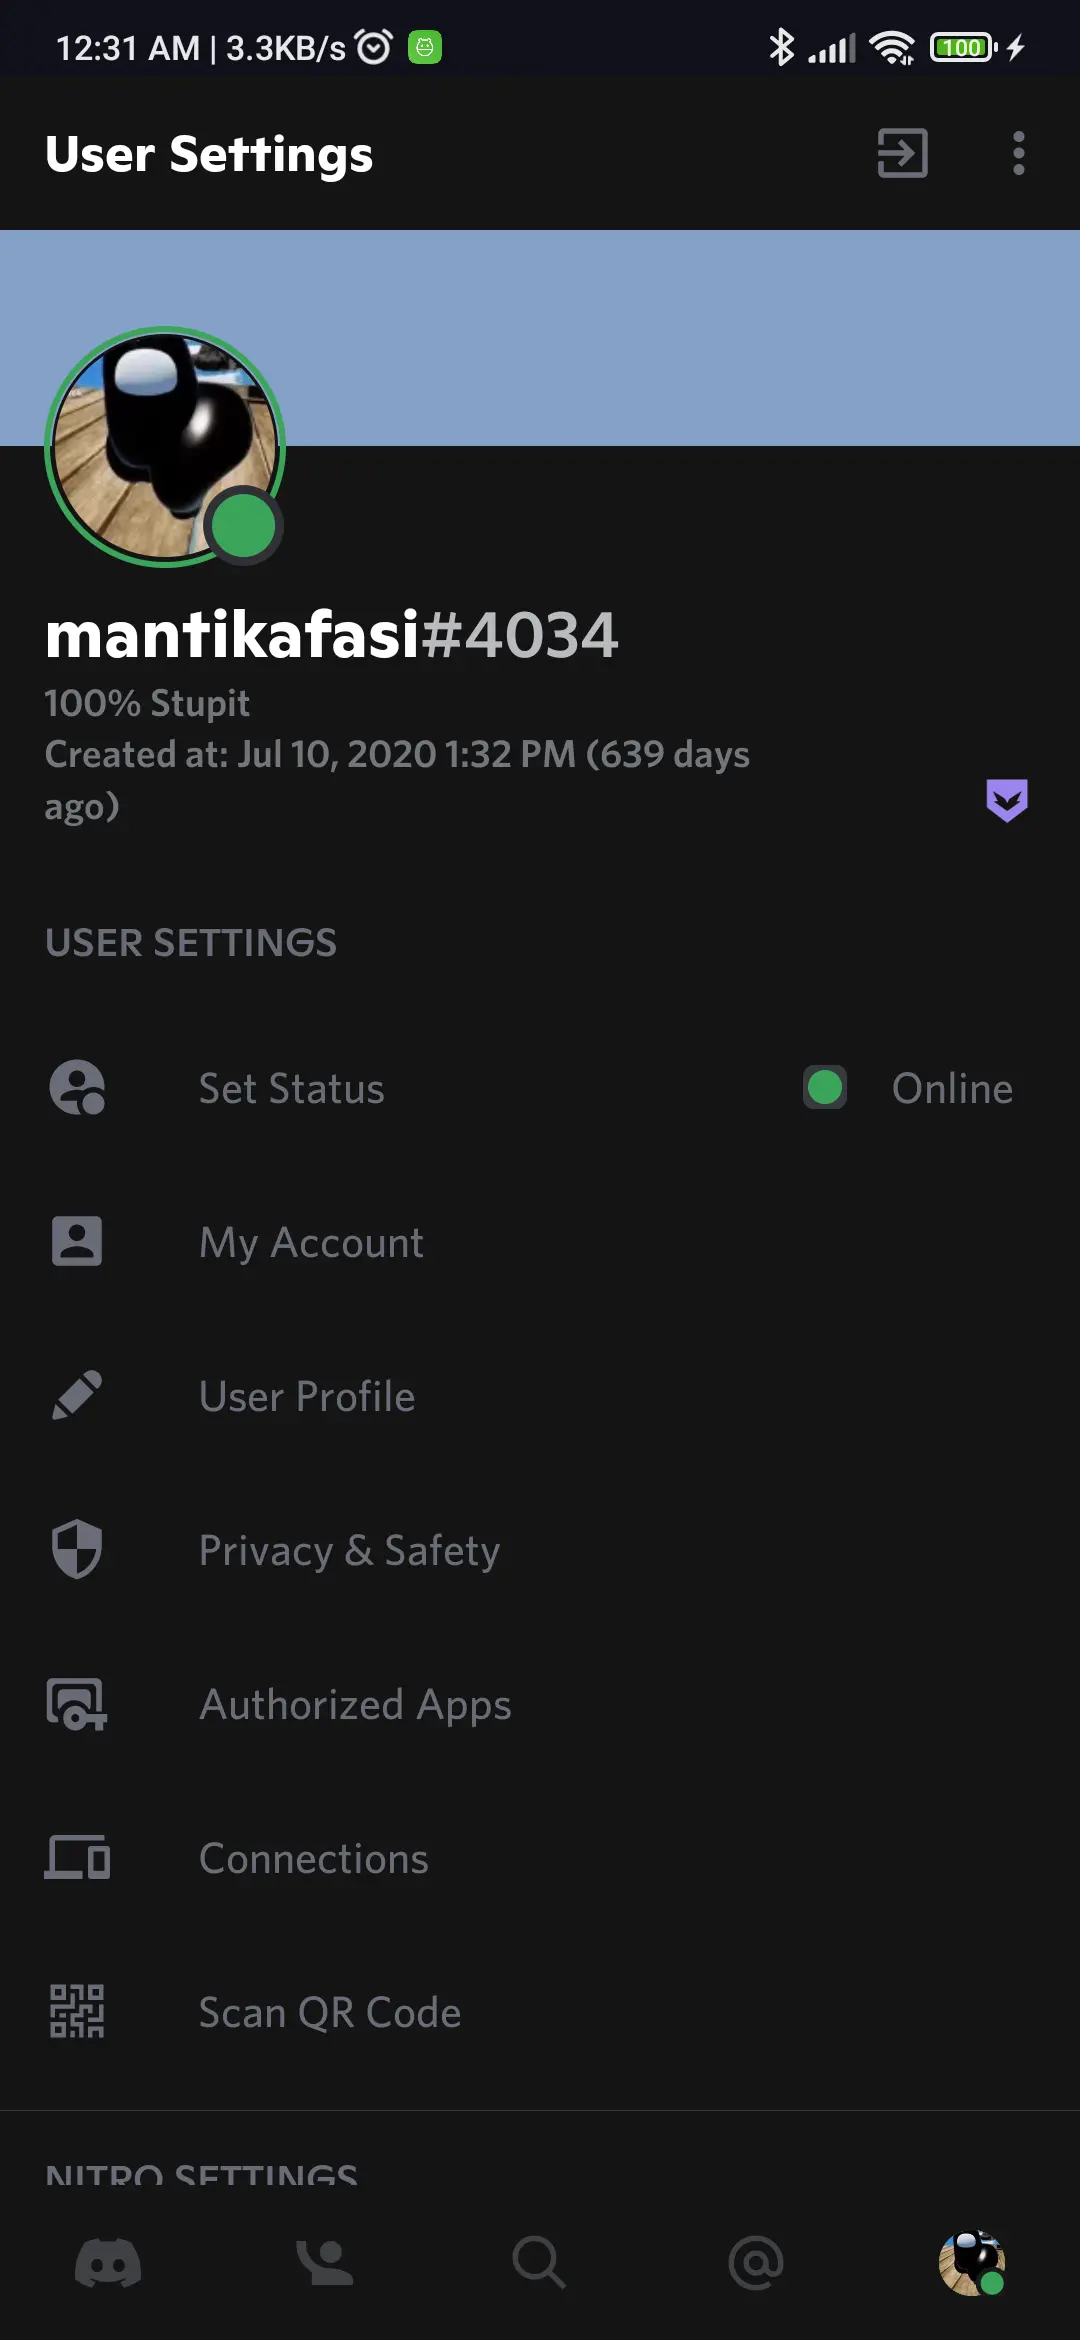 12:31 AM | 3.3KB/s
100
User Settings
mantikafasi#4034
100% Stupit
Created at: Jul 10, 2020 1:32 PM (639 days
ago)
USER SETTINGS
Set Status
Online
My Account
User Profile
Privacy & Safety
Authorized Apps
Connections
Scan QR Code
NITRO SETTINGS